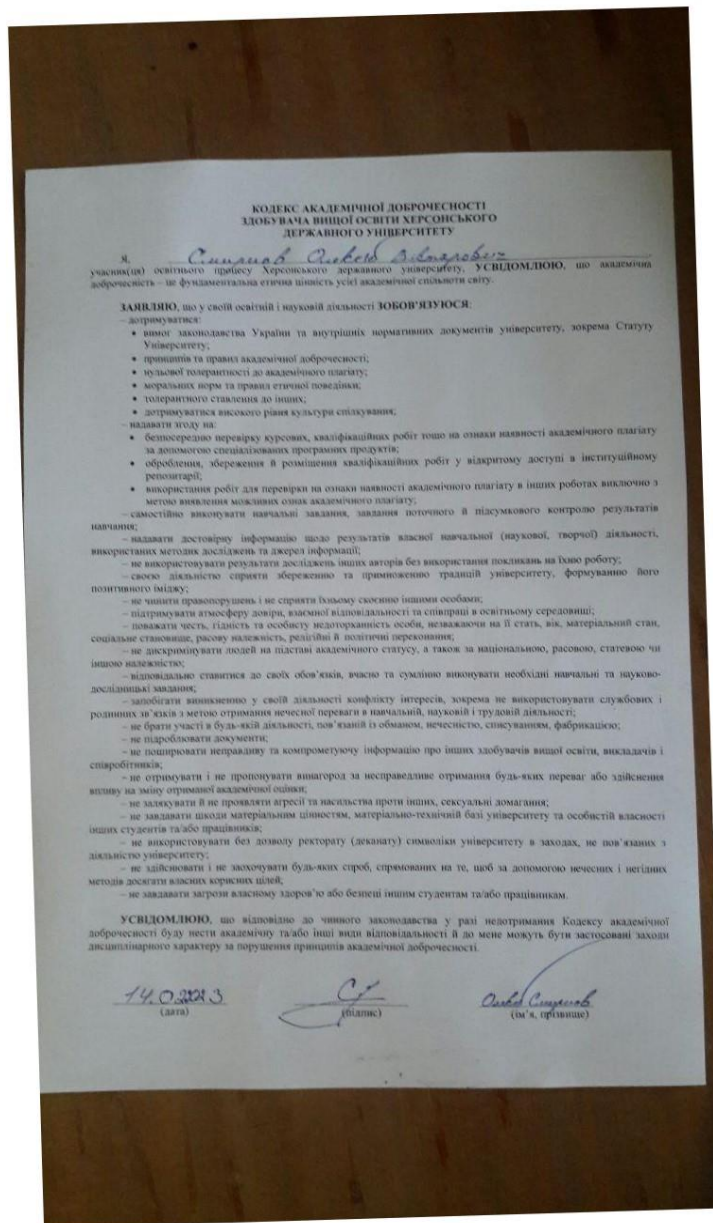 КОДЕКС АКАДЕМІЧНОЇ ДОБРОЧЕСНОСТІ
ЗДОБУВАЧА ВИЩОЇ ОСВІТИ ХЕРСОНСЬКОГО
ДЕРЖАВНОГО УНІВЕРСИТЕТУ
Я, Смирнов Олексій Вікторович
учасник(ця) освітнього процесу Херсонського державного університету, УСВІДОМЛЮЮ, що академічна
доброчесність – це фундаментальна етична цінність усієї академічної спільноти світу.
ЗАЯВЛЯЮ, що у своїй освітній і науковій діяльності ЗОБОВ'ЯЗУЮСЯ:
– дотримуватися:
• вимог законодавства України та внутрішніх нормативних документів університету, зокрема Статуту
Університету;
• принципів та правил академічної доброчесності;
• нульової толерантності до академічного плагіату;
• моральних норм та правил етичної поведінки;
• толерантного ставлення до інших;
• дотримуватися високого рівня культури спілкування;
– надавати згоду на:
• безпосередню перевірку курсових, кваліфікаційних робіт тощо на ознаки наявності академічного плагіату
за допомогою спеціалізованих програмних продуктів;
• оброблення, збереження й розміщення кваліфікаційних робіт у відкритому доступі в інституційному
репозитарії;
• використання робіт для перевірки на ознаки наявності академічного плагіату в інших роботах виключно з
метою виявлення можливих ознак академічного плагіату;
– самостійно виконувати навчальні завдання, завдання поточного й підсумкового контролю результатів
навчання;
– надавати достовірну інформацію щодо результатів власної навчальної (наукової, творчої) діяльності,
використаних методик досліджень та джерел інформації;
– не використовувати результати досліджень інших авторів без використання покликань на їхню роботу;
– своєю діяльністю сприяти збереженню та примноженню традицій університету, формуванню його
позитивного іміджу;
– не чинити правопорушень і не сприяти їхньому скоєнню іншими особами;
– підтримувати атмосферу довіри, взаємної відповідальності та співпраці в освітньому середовищі;
– поважати честь, гідність та особисту недоторканність особи, незважаючи на її стать, вік, матеріальний стан,
соціальне становище, расову належність, релігійні й політичні переконання;
– не дискримінувати людей на підставі академічного статусу, а також за національною, расовою, статевою чи
іншою належністю;
– відповідально ставитися до своїх обов'язків, вчасно та сумлінно виконувати необхідні навчальні та науково-
дослідницькі завдання;
– запобігати виникненню у своїй діяльності конфлікту інтересів, зокрема не використовувати службових і
родинних зв'язків з метою отримання нечесної переваги в навчальній, науковій і трудовій діяльності;
– не брати участі в будь-якій діяльності, пов'язаній із обманом, нечесністю, списуванням, фабрикацією;
– не підроблювати документи;
– не поширювати неправдиву та компрометуючу інформацію про інших здобувачів вищої освіти, викладачів і
співробітників;
– не отримувати і не пропонувати винагород за несправедливе отримання будь-яких переваг або здійснення
впливу на зміну отриманої академічної оцінки;
– не залякувати й не проявляти агресії та насильства проти інших, сексуальні домагання;
– не завдавати шкоди матеріальним цінностям, матеріально-технічній базі університету та особистій власності
інших студентів та/або працівників;
– не використовувати без дозволу ректорату (деканату) символіки університету в заходах, не пов'язаних з
діяльністю університету;
– не здійснювати і не заохочувати будь-яких спроб, спрямованих на те, щоб за допомогою нечесних і негідних
методів досягати власних корисних цілей;
– не завдавати загрози власному здоров'ю або безпеці іншим студентам та/або працівникам.
УСВІДОМЛЮЮ, що відповідно до чинного законодавства у разі недотримання Кодексу академічної
доброчесності буду нести академічну та/або інші види відповідальності й до мене можуть бути застосовані заходи
дисциплінарного характеру за порушення принципів академічної доброчесності.
Олексій Смирнов
(дата) (підпис) (ім'я, прізвище)